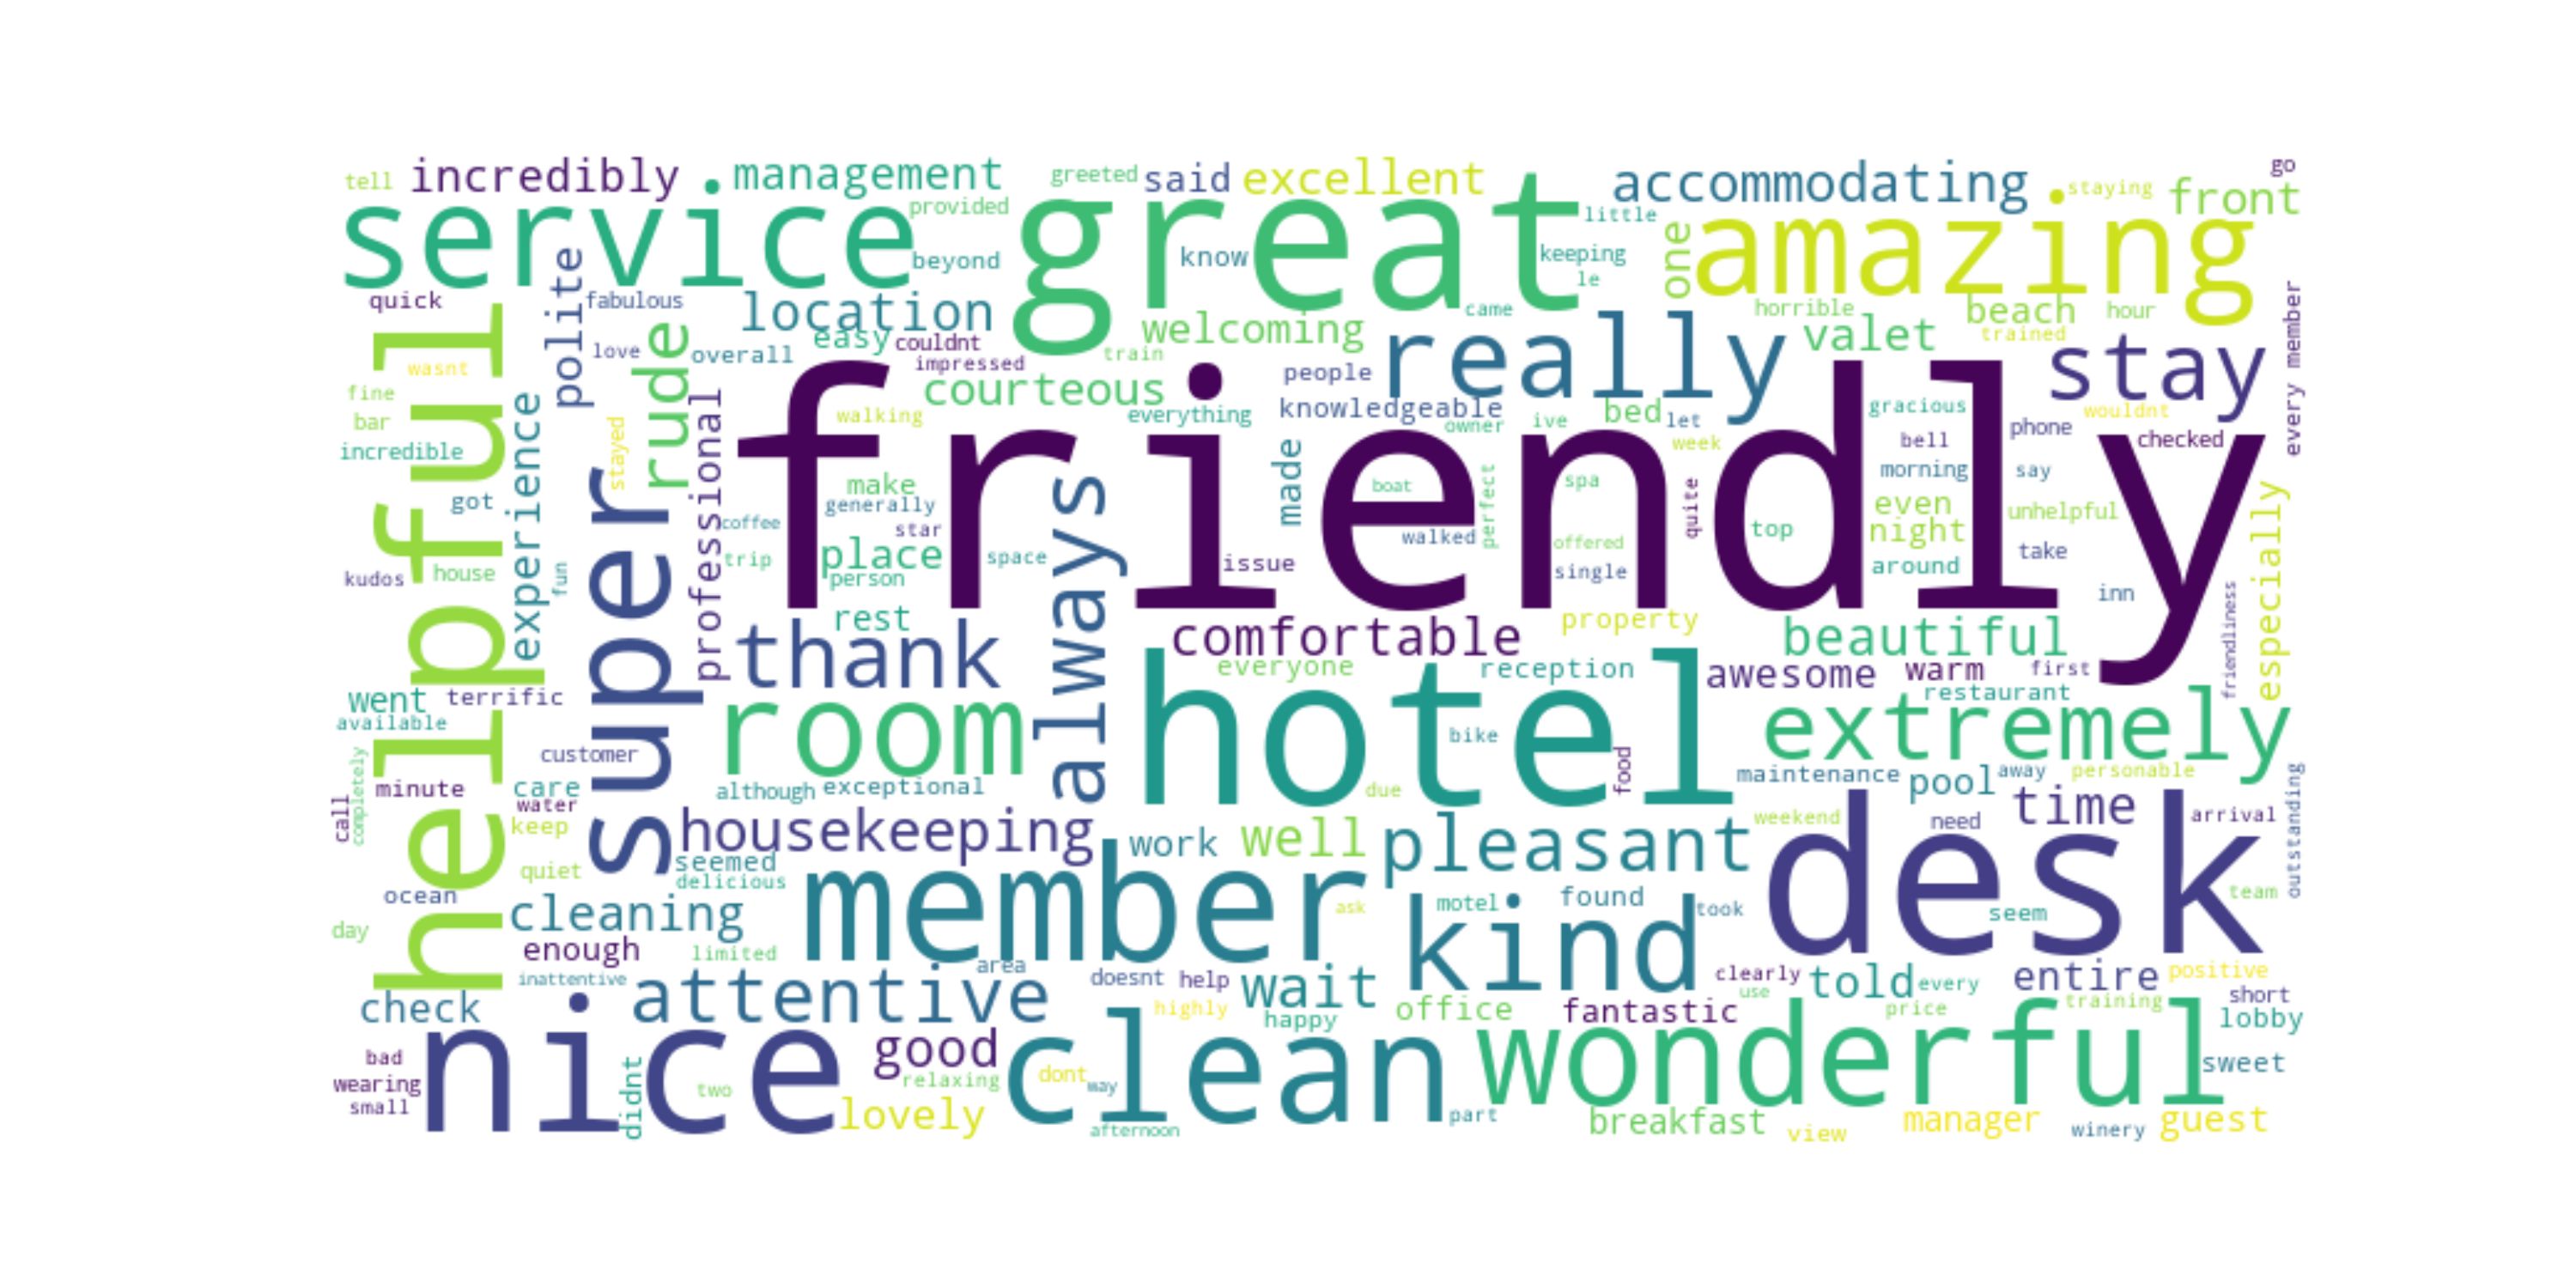 tell
incredibly
management
greeted
said
excellent
accommodating
staying
front
go
service
provided
great
little
one
amazing
beyond
know
keeping
le
quick
polite
fabulous
location
came
horrible
beach
hour
every member
helpful
wasnt
love
rude
overall
easy
couldnt
impressed
welcoming
train
really
valet
trained
stay
fine
bar
incredible
experience
stayed
professional
walking
courteous
everything
people
knowledgeable
owner
ive
bed
let
week
gracious
bell
phone
wouldnt
checked
friendly
got
super
coffee
trip
make
generally
star
place
person
space
always
made
issue
boat
walked
perfect
spa
offered
single
quite
top
morning
even
night
around
say
unhelpful
take
inn
especially
friendliness
kudos
house
fun
rest
thank
comfortable
property
beautiful
everyone
reception
awesome
warm
first
restaurant
went
terrific
available
room
hotel
bike
food
due
extremely
customer
completely
call
minute
care
water
keep
although
exceptional
maintenance
pool
away
personable
outstanding
housekeeping
work
well
pleasant
weekend
need
time
arrival
quiet
seemed
delicious
ocean
day
cleaning
member
ask
motel
found
took
kind
desk
seem
team
enough
limited
inattentive
area
attentive
doesnt
help
wait
highly
happy
office
clearly
use
told
every
entire
positive
fantastic
price
training
short
lobby
check
nice
good
clean
wonderful
sweet
bad
wearing
small
didnt
two
relaxing
lovely
dont
way
afternoon
part
breakfast
view
manager
winery
guest